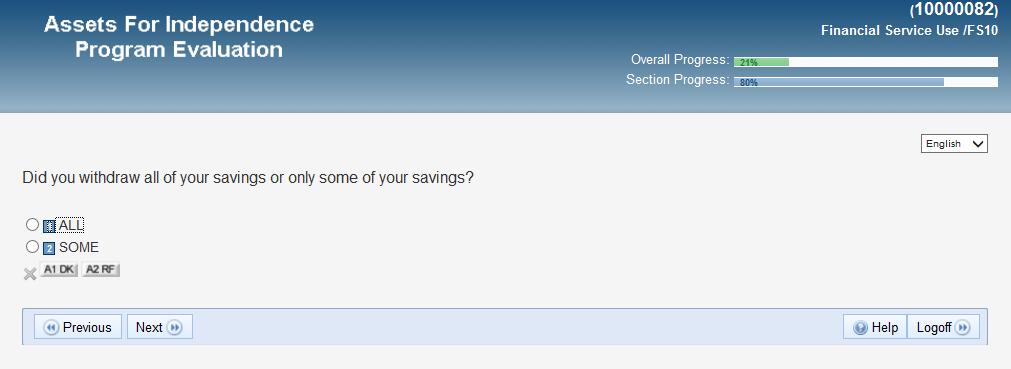 Assets For Independence
Program Evaluation
(10000082)
Financial Service Use /FS10
Overall Progress: 21%
Section Progress: 80%
English
Did you withdraw all of your savings or only some of your savings?
1 ALL
2 SOME
A1 DK A2 RF
Previous Next Help Logoff